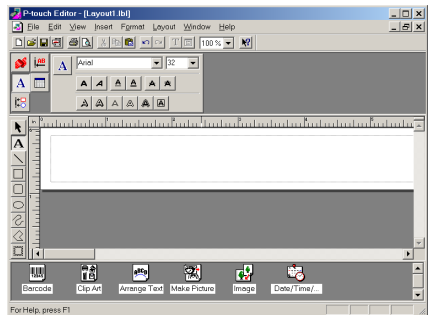 P-touch Editor - [Layout1.lbl]
File Edit View Insert Format Layout Window Help
100 %
A Arial 32
A A A A A A
A A A A A A
A
Barcode Clip Art Arrange Text Make Picture Image Date/Time/...
For Help, press F1